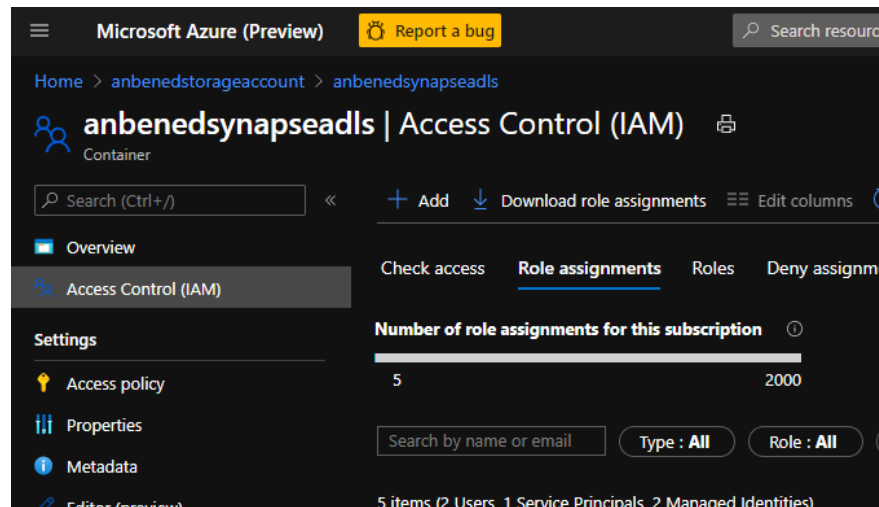 Microsoft Azure (Preview)
Report a bug
Search resourc
Home > anbenedstorageaccount > anbenedsynapseadls
anbenedsynapseadls | Access Control (IAM)
Container
Search (Ctrl+/)
«
Add
Download role assignments
Edit columns
Overview
Access Control (IAM)
Settings
Access policy
Properties
Metadata
Editor (preview)
Check access
Role assignments
Roles
Deny assignm
Number of role assignments for this subscription
5
2000
Search by name or email
Type : All
Role : All
5 items (2 Users, 1 Service Principals, 2 Managed Identities)